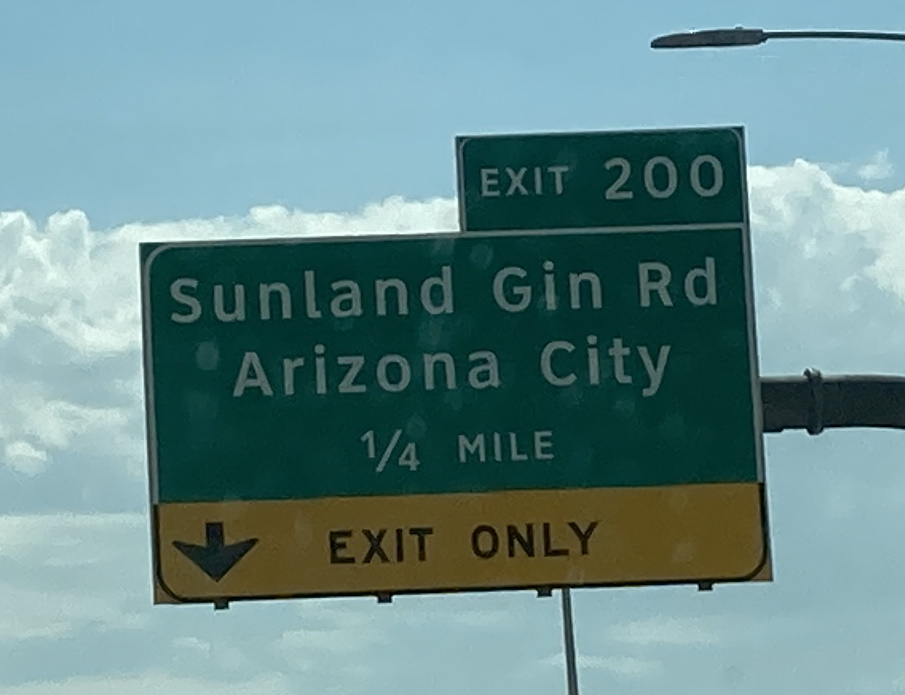 EXIT 200
Sunland Gin Rd
Arizona City
1/4 MILE
EXIT ONLY